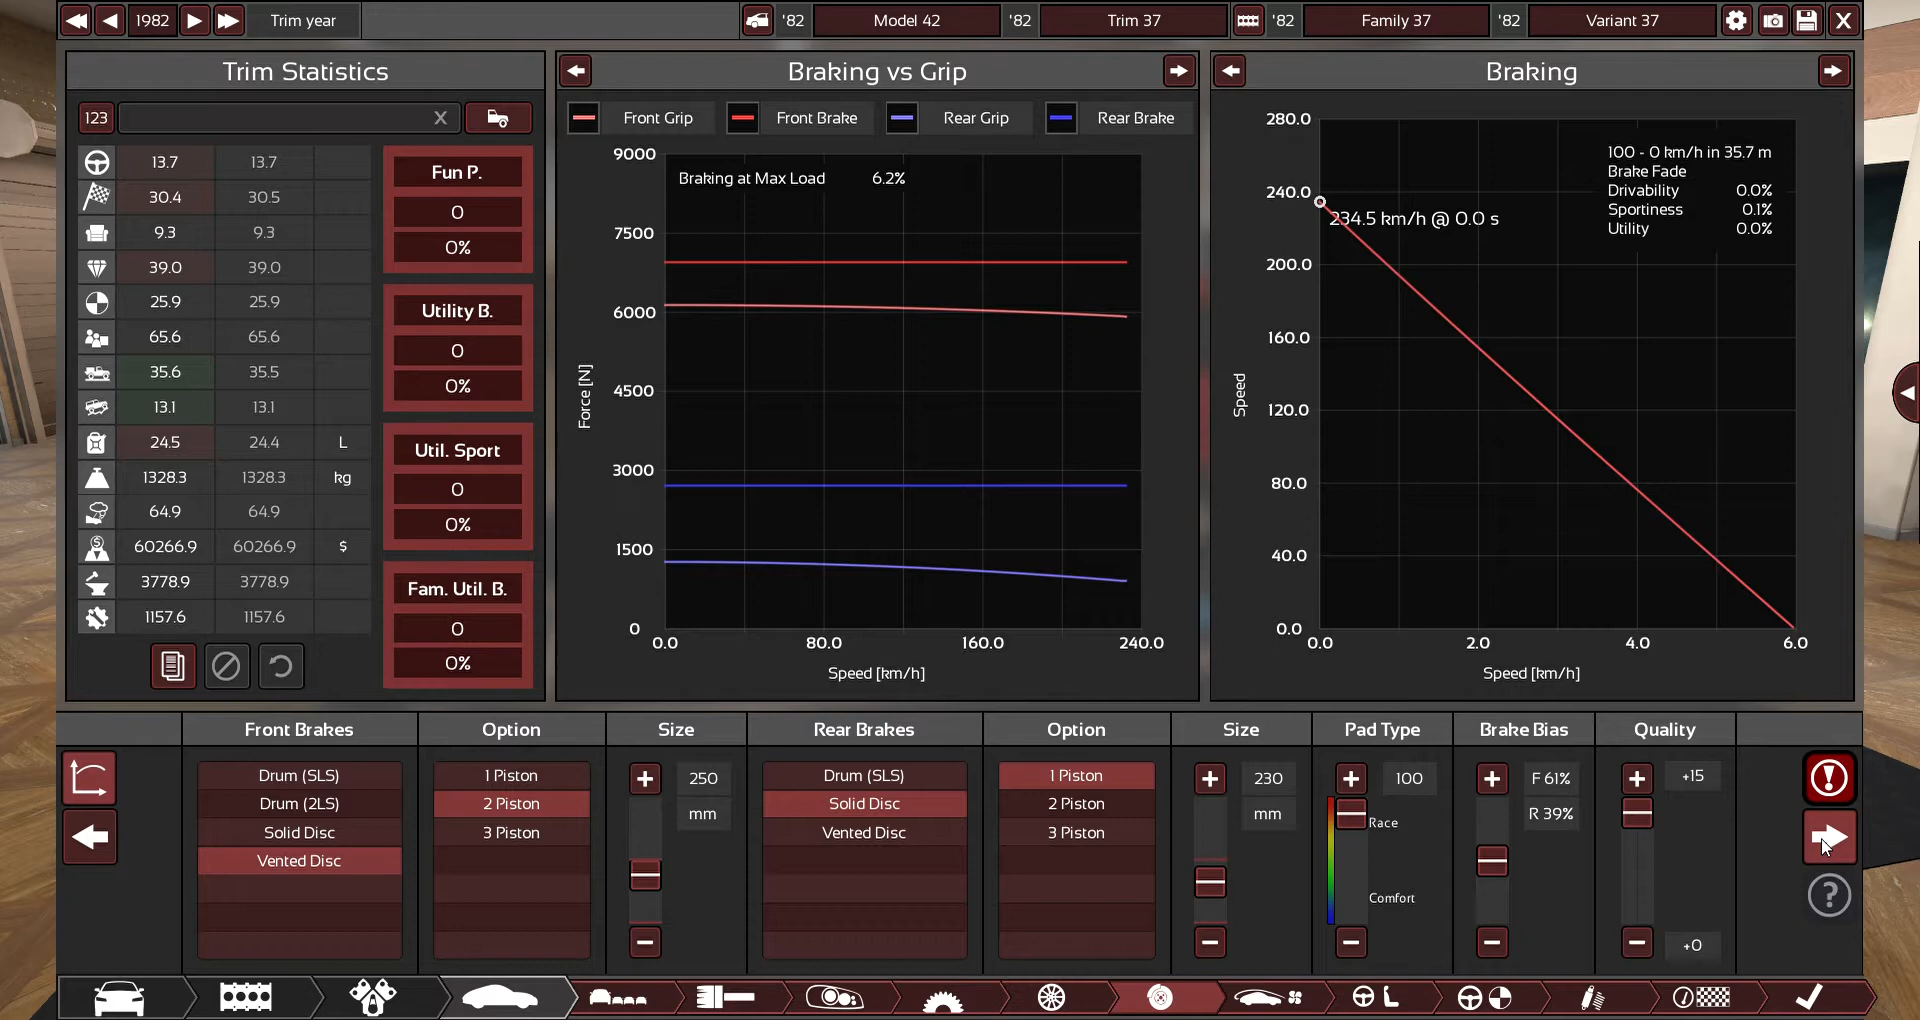 1982
Trim year
'82
Model 42
'82
Trim 37
'82
Family 37
'82
Variant 37
X
Trim Statistics
123
X
13.7 13.7
30.4 30.5
9.3 9.3
39.0 39.0
25.9 25.9
65.6 65.6
35.6 35.5
13.1 13.1
24.5 24.4 L
1328.3 1328.3 kg
64.9 64.9
60266.9 60266.9 $
3778.9 3778.9
1157.6 1157.6
Fun P.
0
0%
Utility B.
0
0%
Util. Sport
0
0%
Fam. Util. B.
0
0%
Braking vs Grip
Front Grip
Front Brake
Rear Grip
Rear Brake
Braking at Max Load 6.2%
9000
7500
6000
4500
3000
1500
0
Force [N]
0.0 80.0 160.0 240.0
Speed [km/h]
Braking
280.0
240.0
200.0
160.0
120.0
80.0
40.0
0.0
Speed
100 - 0 km/h in 35.7 m
Brake Fade
Drivability 0.0%
Sportiness 0.1%
Utility 0.0%
234.5 km/h @ 0.0 s
0.0 2.0 4.0 6.0
Speed [km/h]
Front Brakes
Drum (SLS)
Drum (2LS)
Solid Disc
Vented Disc
Option
1 Piston
2 Piston
3 Piston
Size
250
mm
Rear Brakes
Drum (SLS)
Solid Disc
Vented Disc
Option
1 Piston
2 Piston
3 Piston
Size
230
mm
Pad Type
100
Race
Comfort
Brake Bias
F 61%
R 39%
Quality
+15
+0